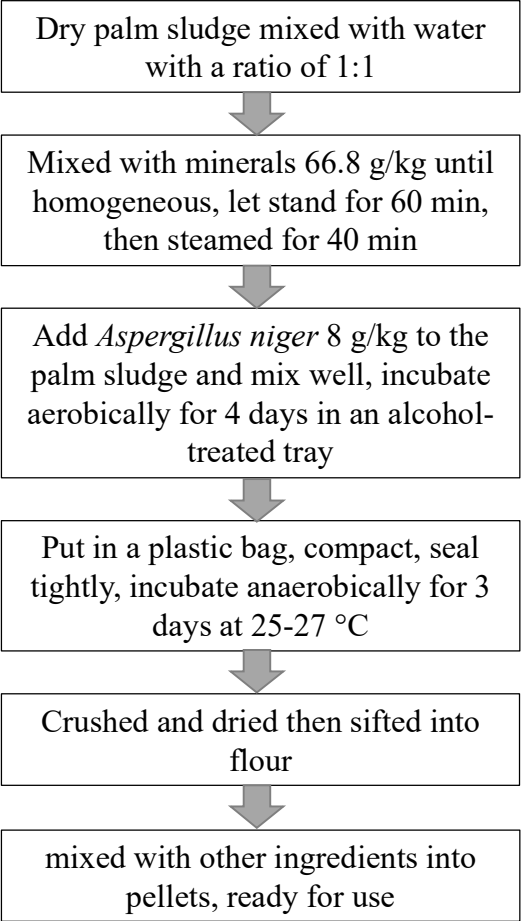 Dry palm sludge mixed with water
with a ratio of 1:1
Mixed with minerals 66.8 g/kg until
homogeneous, let stand for 60 min,
then steamed for 40 min
Add Aspergillus niger 8 g/kg to the
palm sludge and mix well, incubate
aerobically for 4 days in an alcohol-
treated tray
Put in a plastic bag, compact, seal
tightly, incubate anaerobically for 3
days at 25-27 °C
Crushed and dried then sifted into
flour
mixed with other ingredients into
pellets, ready for use